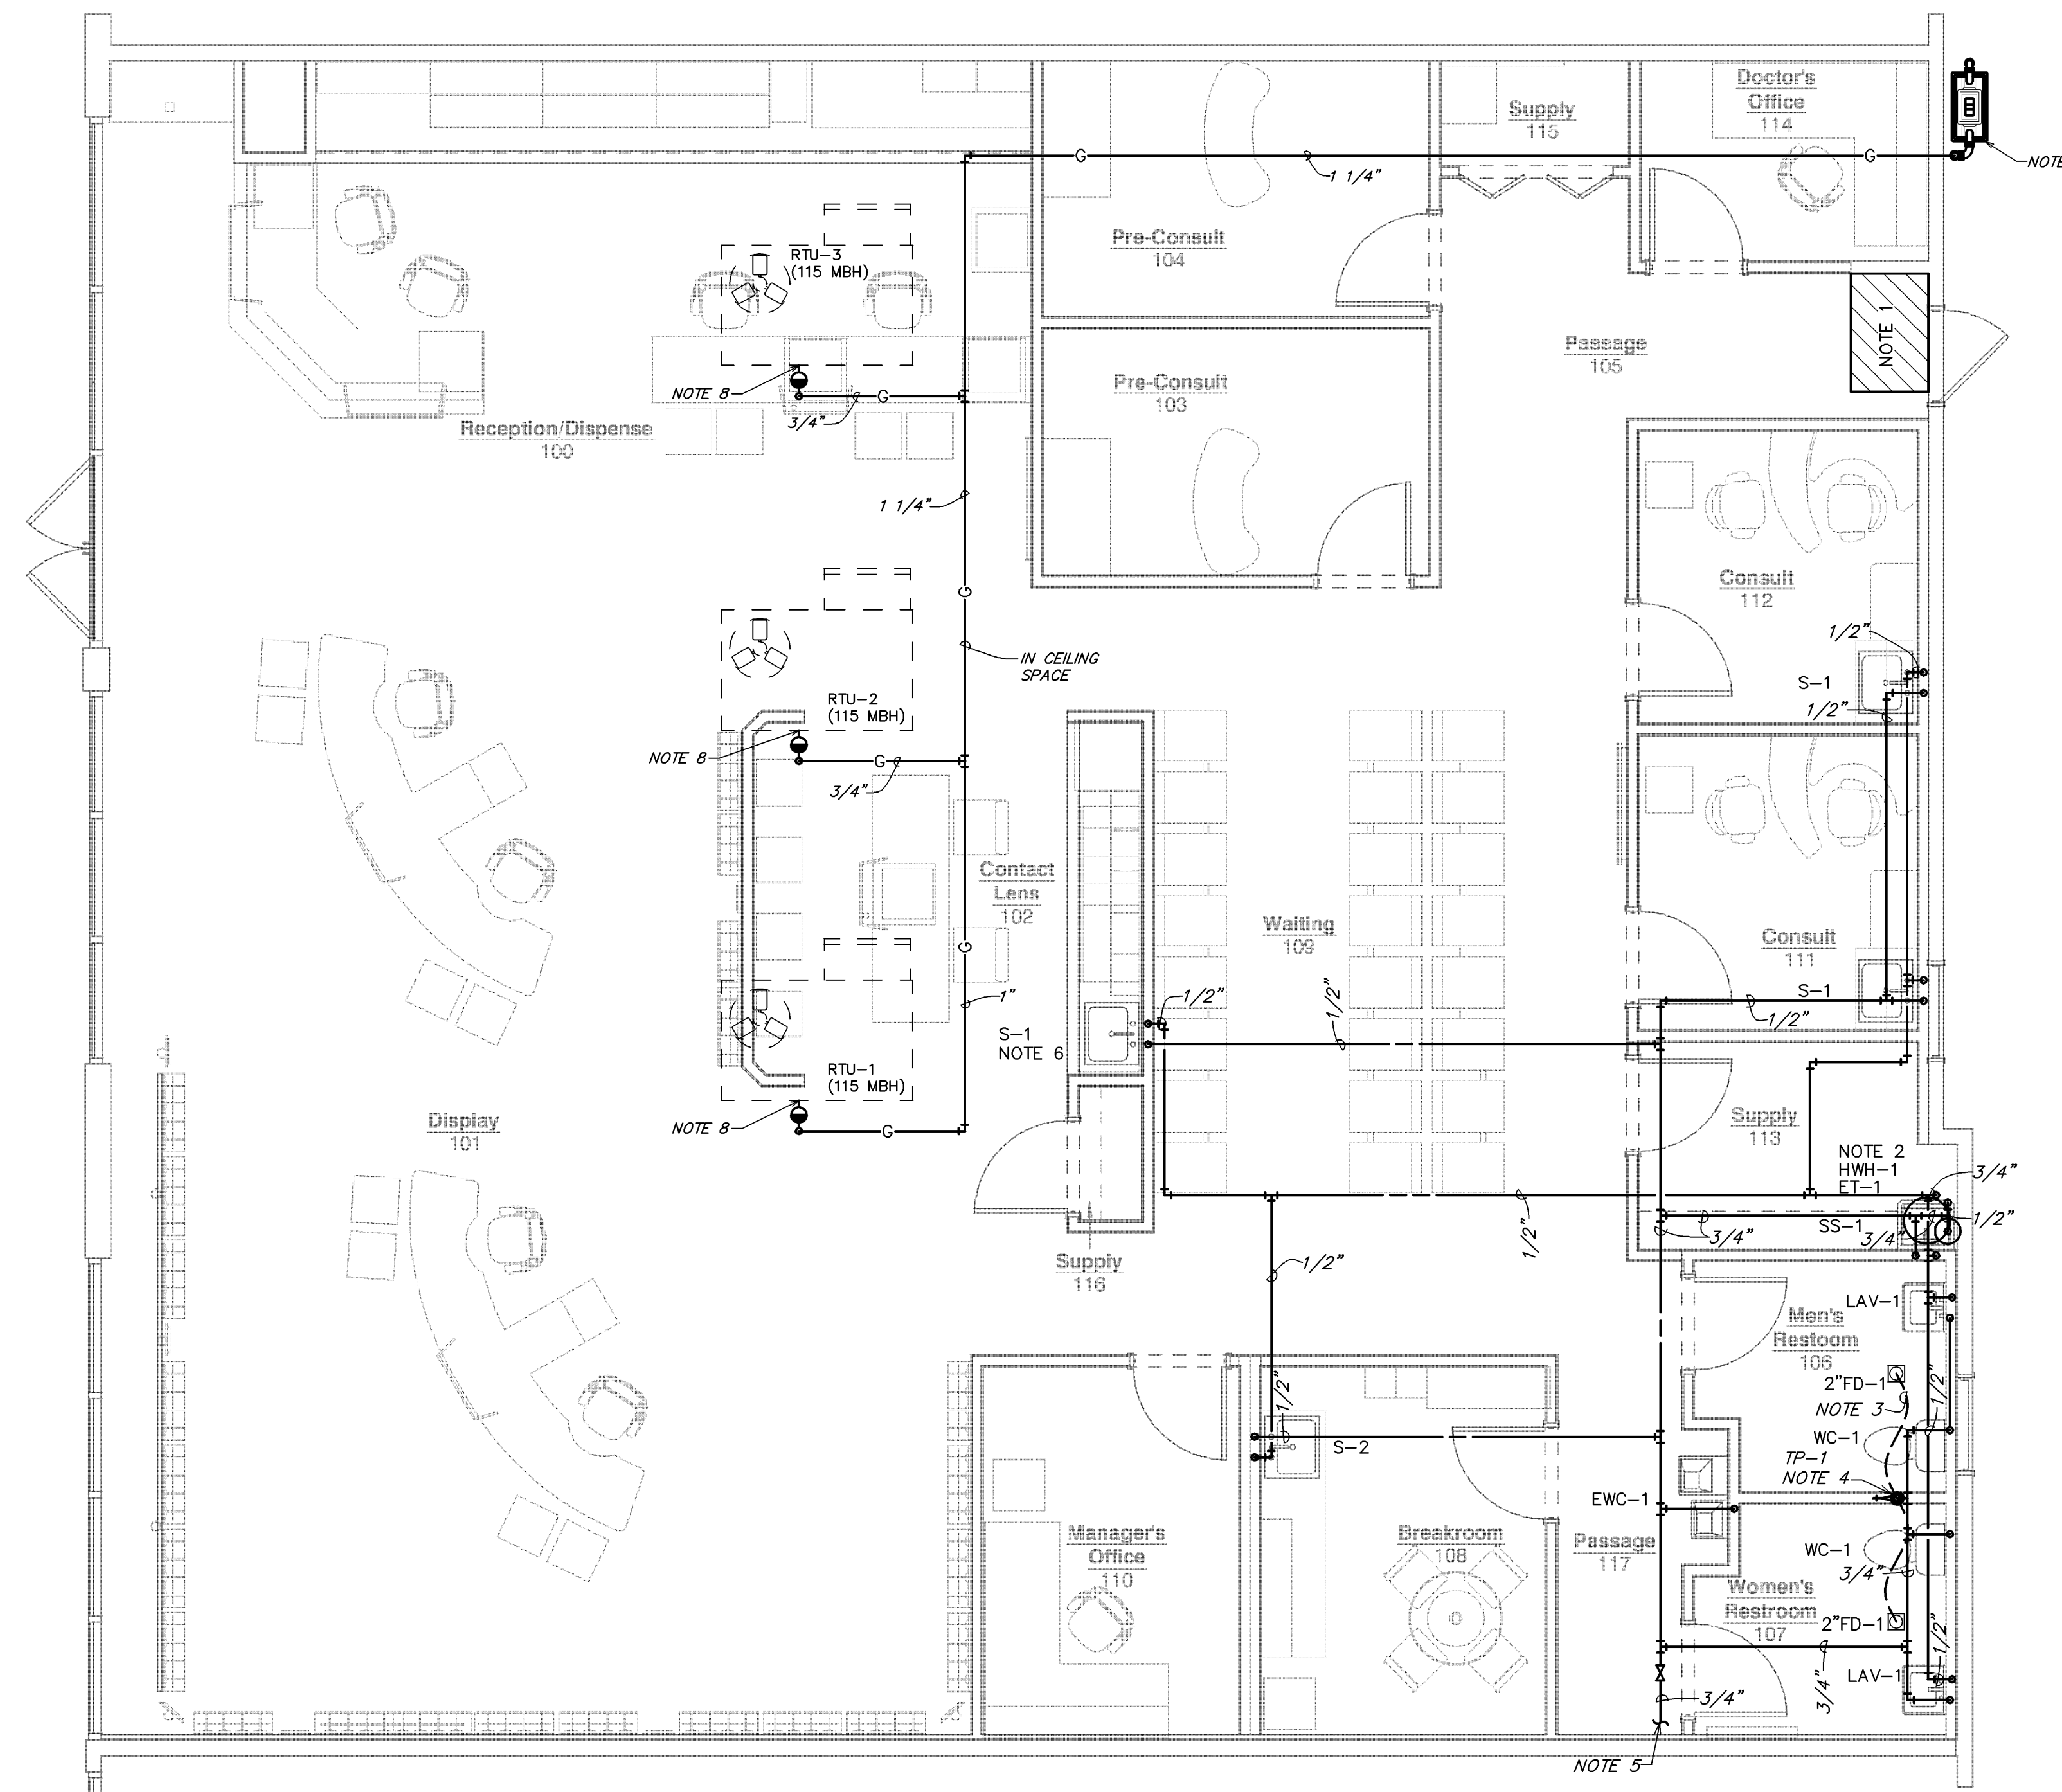 Doctor's
Office
114
Supply
115
NOTE
G
1 1/4"
G
Pre-Consult
104
RTU-3
(115 MBH)
NOTE 1
Passage
105
Pre-Consult
103
NOTE 8
G
3/4"
Reception/Dispense
100
1 1/4"
G
Consult
112
1/2"
IN CEILING
SPACE
S-1
1/2"
RTU-2
(115 MBH)
NOTE 8
G
3/4"
Contact
Lens
102
Waiting
109
Consult
111
G
1"
1/2"
1/2"
S-1
1/2"
S-1
NOTE 6
RTU-1
(115 MBH)
NOTE 8
G
Display
101
Supply
113
NOTE 2
HWH-1
ET-1
3/4"
1/2"
3/4"
SS-1
3/4"
1/2"
Supply
116
1/2"
LAV-1
Men's
Restoom
106
1/2"
2"FD-1
NOTE 3
1/2"
S-2
WC-1
TP-1
NOTE 4
EWC-1
Manager's
Office
110
Breakroom
108
Passage
117
WC-1
3/4"
Women's
Restroom
107
2"FD-1
1/2"
LAV-1
3/4"
3/4"
NOTE 5